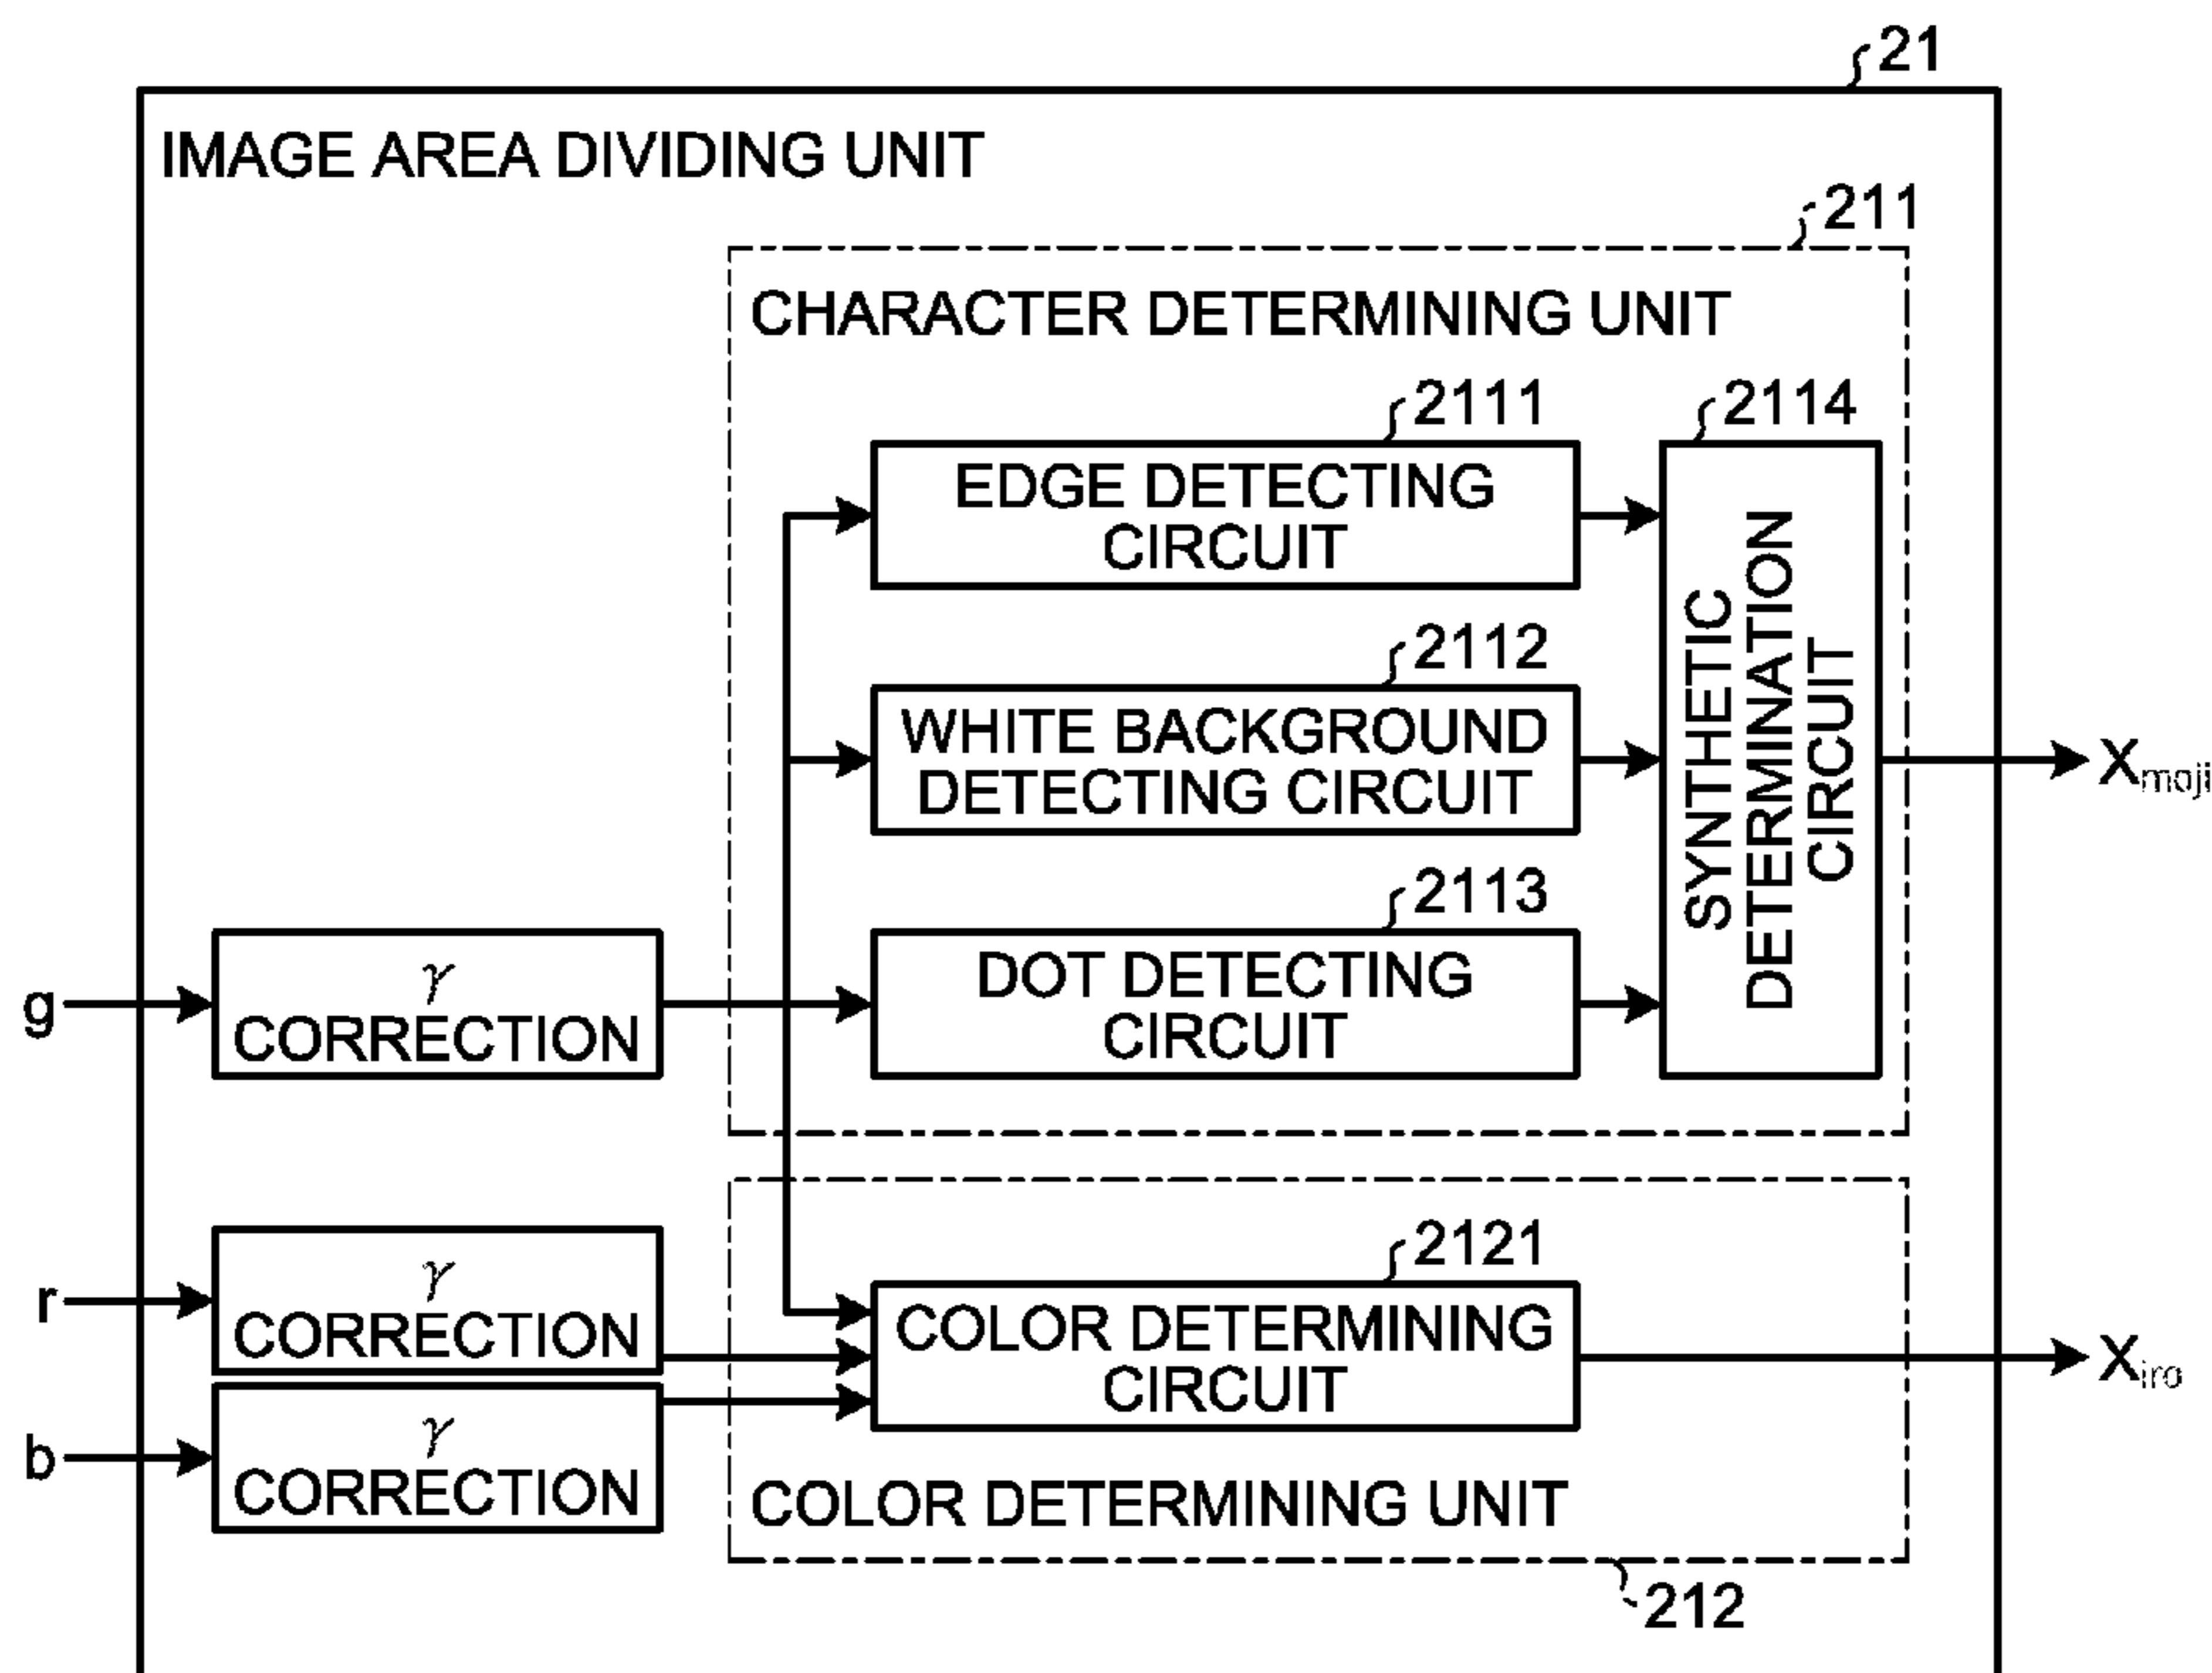 21
IMAGE AREA DIVIDING UNIT
211
CHARACTER DETERMINING UNIT
2111
2114
EDGE DETECTING
CIRCUIT
SYNTHETIC
DETERMINATION
CIRCUIT
2112
WHITE BACKGROUND
DETECTING CIRCUIT
Xmoji
2113
DOT DETECTING
CIRCUIT
g
γ
CORRECTION
2121
r
γ
CORRECTION
COLOR DETERMINING
CIRCUIT
Xiro
b
γ
CORRECTION
COLOR DETERMINING UNIT
212